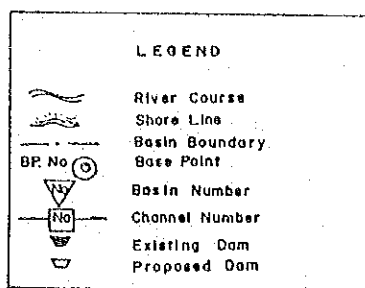 LEGEND
River Course
Shore Line
Basin Boundary
BP. No Base Point
No Basin Number
No Channel Number
Existing Dam
Proposed Dam